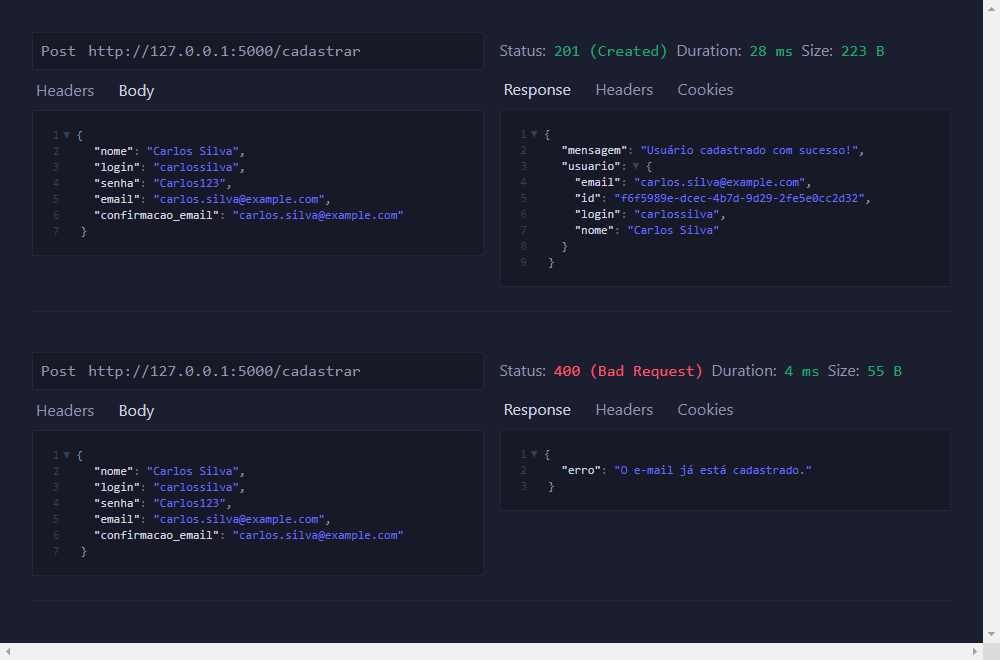 Post http://127.0.0.1:5000/cadastrar
Headers Body
1 {
2 "nome": "Carlos Silva",
3 "login": "carlossilva",
4 "senha": "Carlos123",
5 "email": "carlos.silva@example.com",
6 "confirmacao_email": "carlos.silva@example.com"
7 }
Status: 201 (Created) Duration: 28 ms Size: 223 B
Response Headers Cookies
1 {
2 "mensagem": "Usuário cadastrado com sucesso!",
3 "usuario": {
4 "email": "carlos.silva@example.com",
5 "id": "f6f5989e-dcec-4b7d-9d29-2fe5e0cc2d32",
6 "login": "carlossilva",
7 "nome": "Carlos Silva"
8 }
9 }
Post http://127.0.0.1:5000/cadastrar
Headers Body
1 {
2 "nome": "Carlos Silva",
3 "login": "carlossilva",
4 "senha": "Carlos123",
5 "email": "carlos.silva@example.com",
6 "confirmacao_email": "carlos.silva@example.com"
7 }
Status: 400 (Bad Request) Duration: 4 ms Size: 55 B
Response Headers Cookies
1 {
2 "erro": "O e-mail já está cadastrado."
3 }